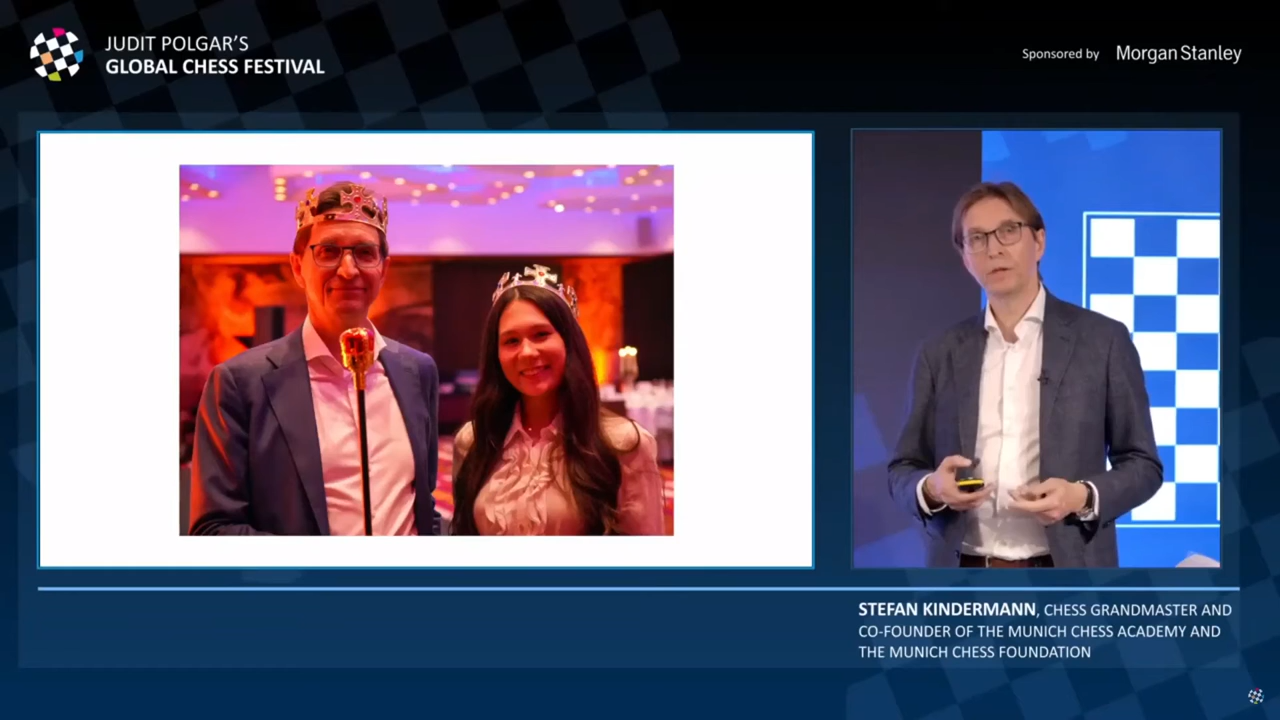 JUDIT POLGAR'S
GLOBAL CHESS FESTIVAL
Sponsored by Morgan Stanley
STEFAN KINDERMANN, CHESS GRANDMASTER AND
CO-FOUNDER OF THE MUNICH CHESS ACADEMY AND
THE MUNICH CHESS FOUNDATION